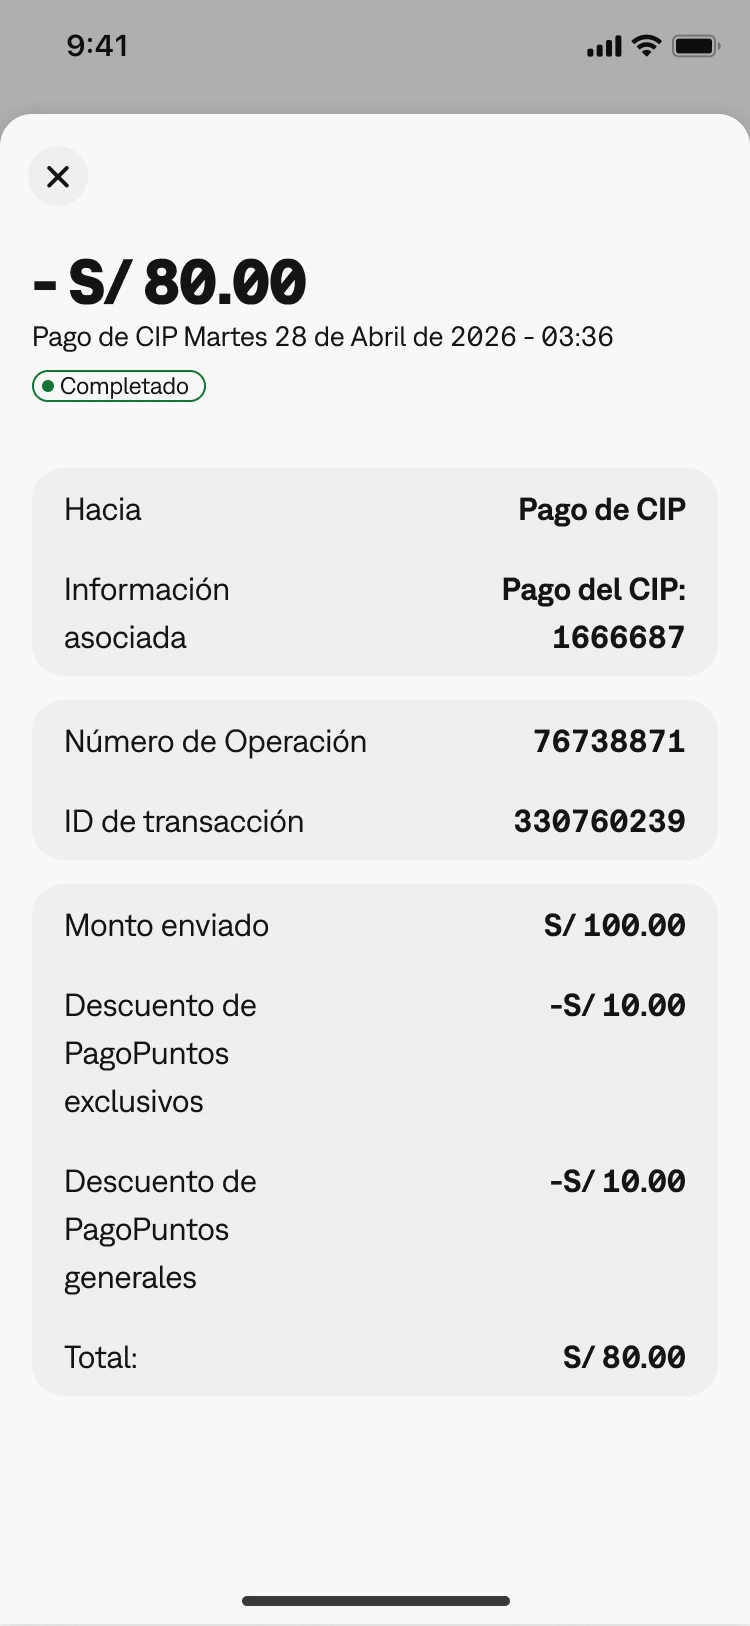 9:41
- S/ 80.00
Pago de CIP Martes 28 de Abril de 2026 - 03:36
Completado
Hacia Pago de CIP
Información Pago del CIP:
asociada 1666687
Número de Operación 76738871
ID de transacción 330760239
Monto enviado S/ 100.00
Descuento de -S/ 10.00
PagoPuntos
exclusivos
Descuento de -S/ 10.00
PagoPuntos
generales
Total: S/ 80.00